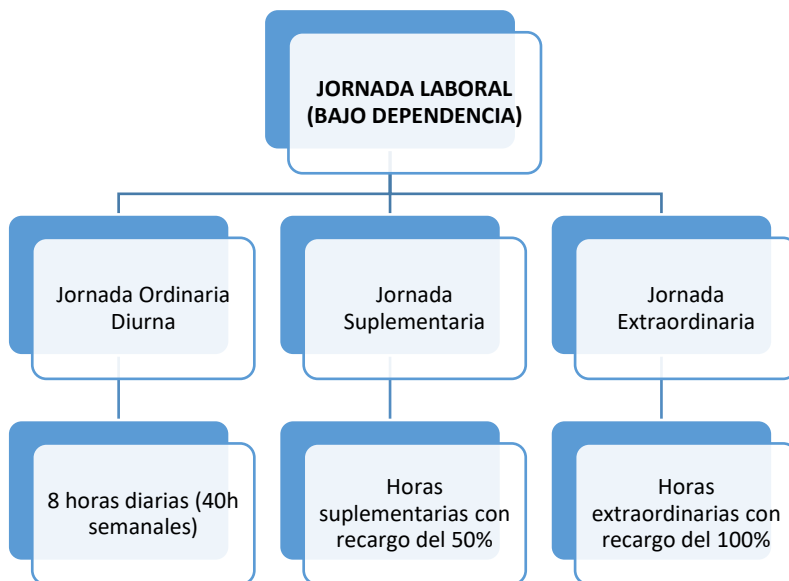 JORNADA LABORAL
(BAJO DEPENDENCIA)
Jornada Ordinaria
Diurna
Jornada
Suplementaria
Jornada
Extraordinaria
8 horas diarias (40h
semanales)
Horas
suplementarias con
recargo del 50%
Horas
extraordinarias con
recargo del 100%